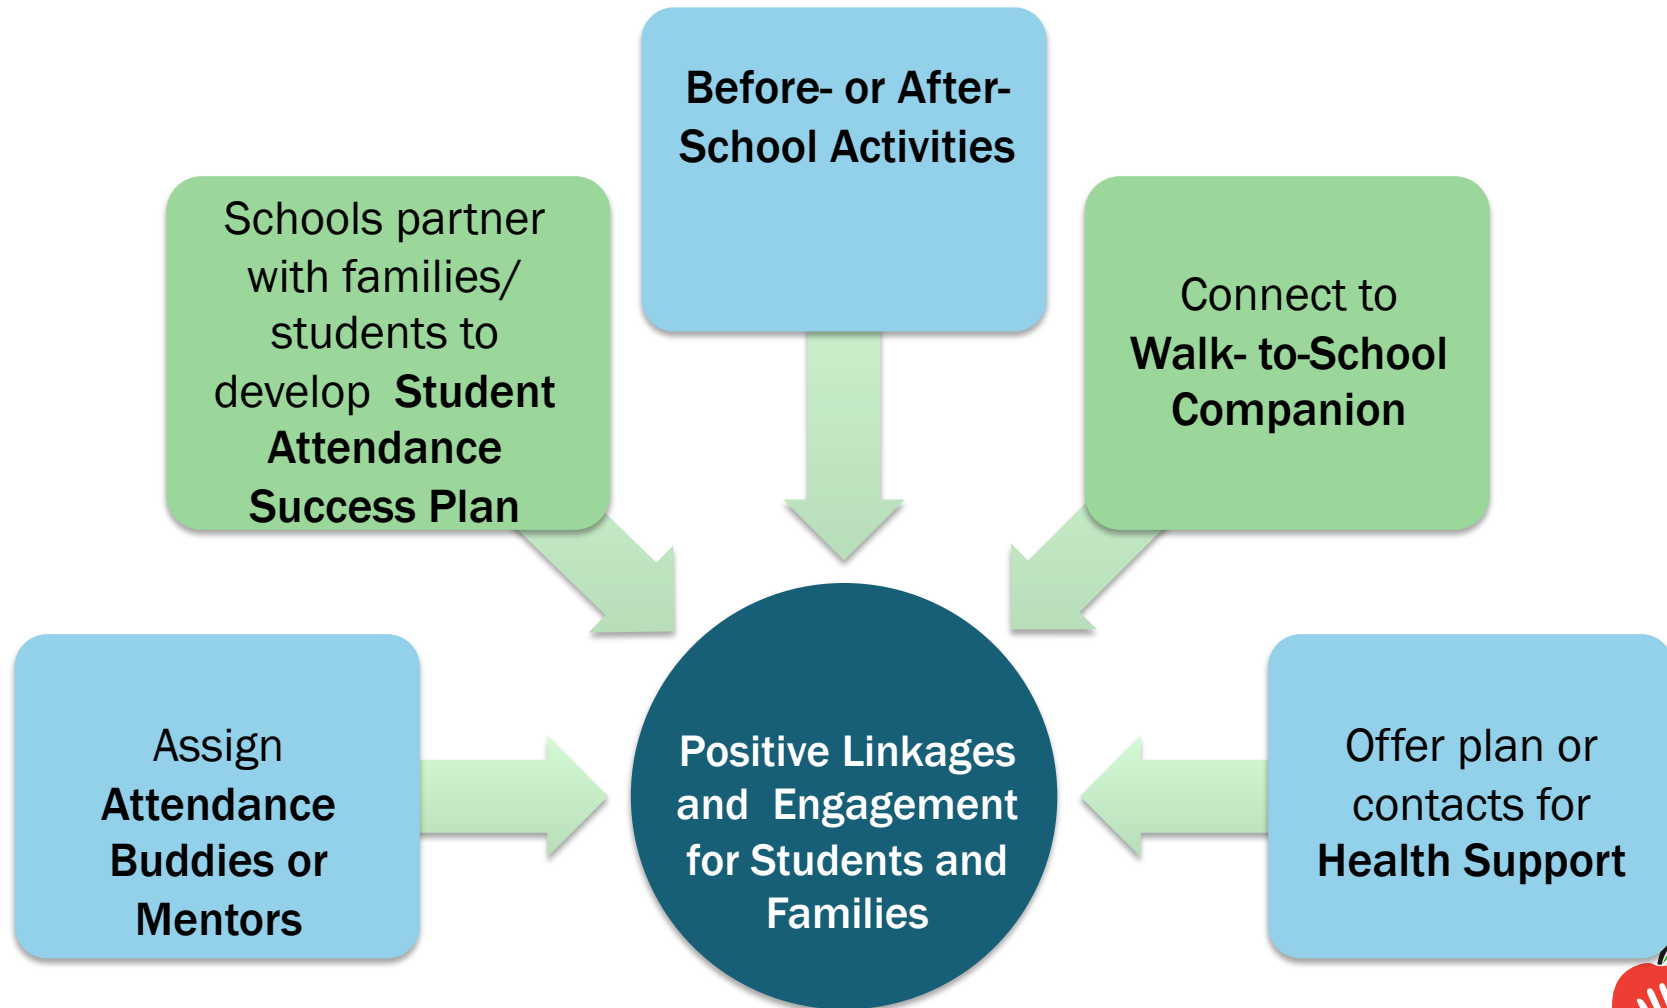 Before- or After-
School Activities
Schools partner
with families/
students to
develop Student
Attendance
Success Plan
Connect to
Walk- to-School
Companion
Assign
Attendance
Buddies or
Mentors
Positive Linkages
and Engagement
for Students and
Families
Offer plan or
contacts for
Health Support